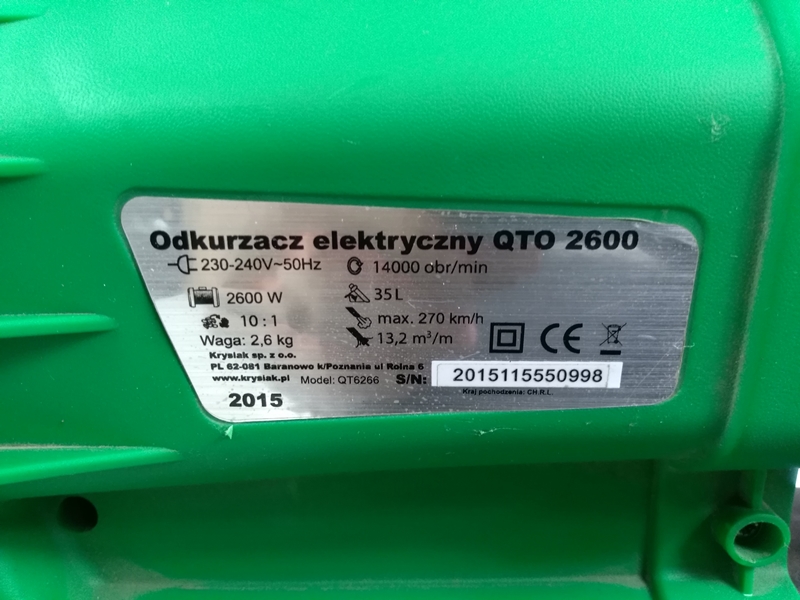 Odkurzacz elektryczny QTO 2600
230-240V~50Hz 14000 obr/min
2600 W 35L
10 : 1 max. 270 km/h
Waga: 2,6 kg 13,2 m³/m
Krysiak sp. z o.o.
PL 62-081 Baranowo k/Poznania ul Rolna 6
www.krysiak.pl Model: QT6266 S/N: 2015115550998
2015 Kraj pochodzenia: CH.R.L.